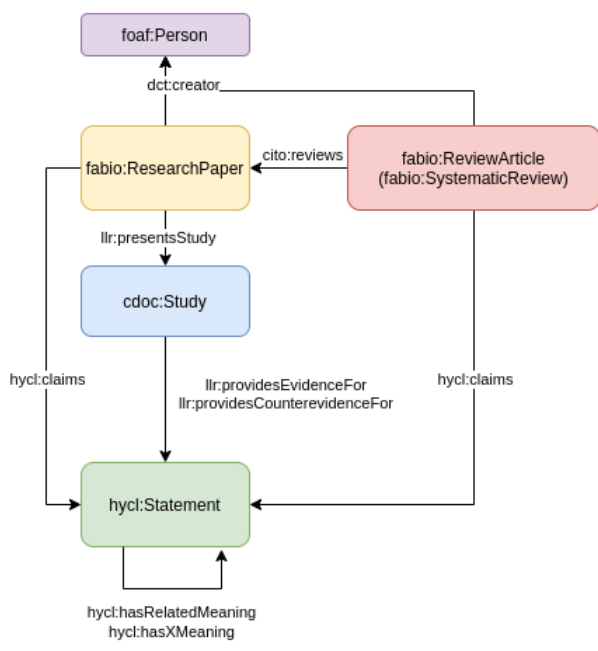 foaf:Person
dct:creator
fabio:ResearchPaper
cito:reviews
fabio:ReviewArticle
(fabio:SystematicReview)
llr:presentsStudy
cdoc:Study
hycl:claims
llr:providesEvidenceFor
llr:providesCounterevidenceFor
hycl:claims
hycl:Statement
hycl:hasRelatedMeaning
hycl:hasXMeaning